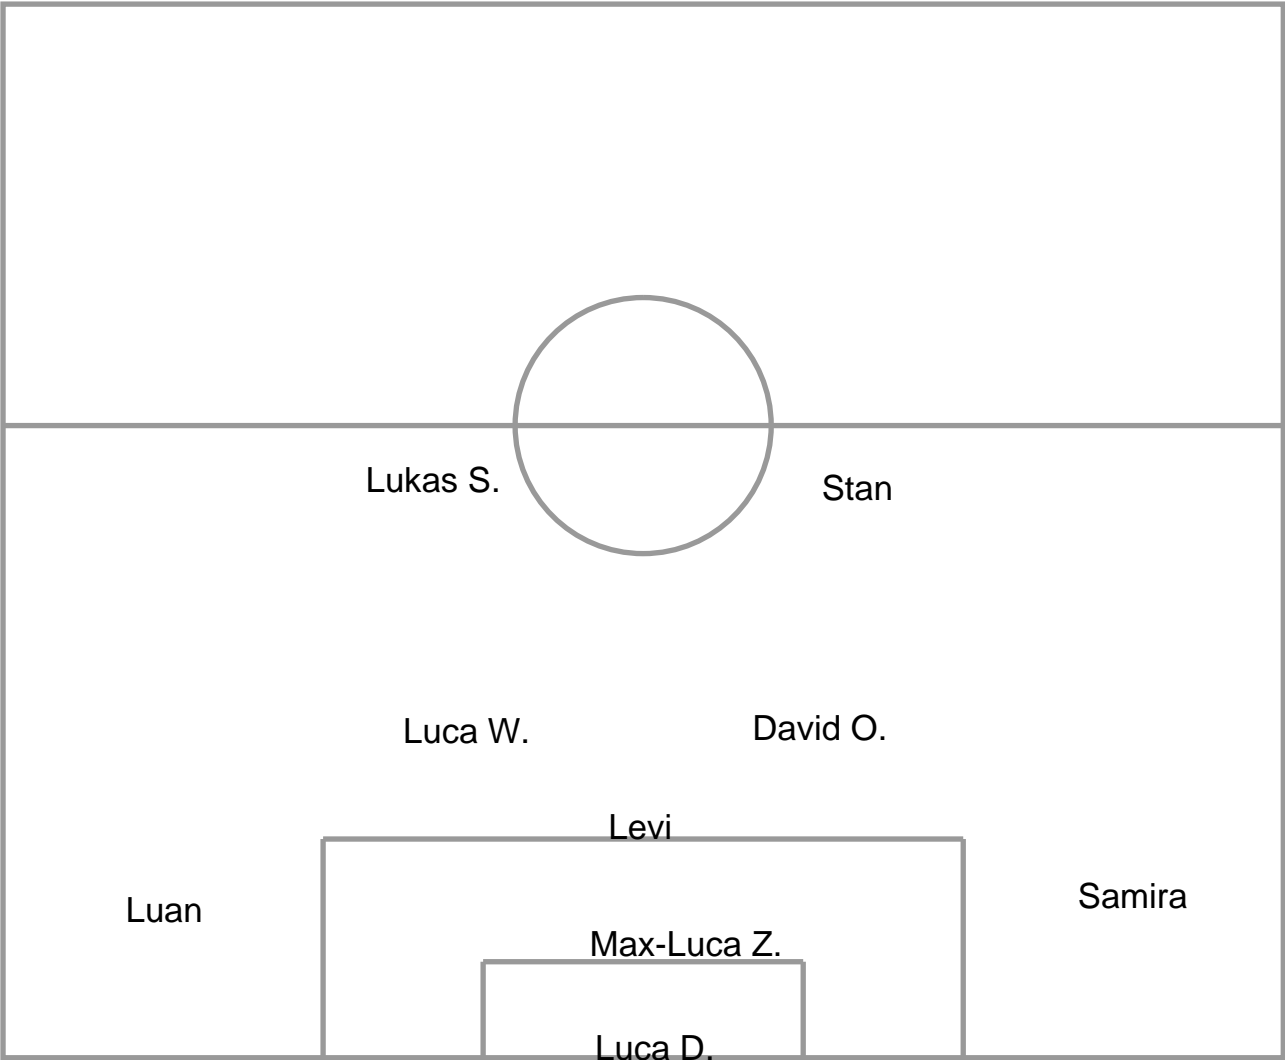 Lukas S.
Stan
Luca W.
David O.
Levi
Luan
Samira
Max-Luca Z.
Luca D.